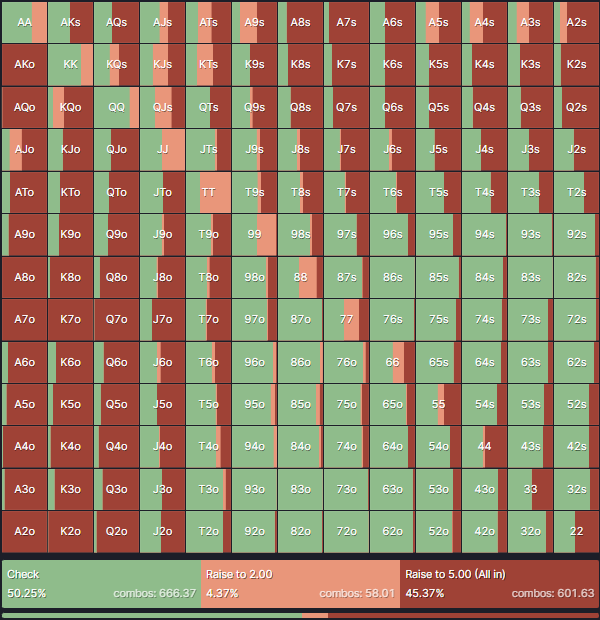 AA AKs AQs AJs ATs A9s A8s A7s A6s A5s A4s A3s A2s
AKo KK KQs KJs KTs K9s K8s K7s K6s K5s K4s K3s K2s
AQo KQo QQ QJs QTs Q9s Q8s Q7s Q6s Q5s Q4s Q3s Q2s
AJo KJo QJo JJ JTs J9s J8s J7s J6s J5s J4s J3s J2s
ATo KTo QTo JTo TT T9s T8s T7s T6s T5s T4s T3s T2s
A9o K9o Q9o J9o T9o 99 98s 97s 96s 95s 94s 93s 92s
A8o K8o Q8o J8o T8o 98o 88 87s 86s 85s 84s 83s 82s
A7o K7o Q7o J7o T7o 97o 87o 77 76s 75s 74s 73s 72s
A6o K6o Q6o J6o T6o 96o 86o 76o 66 65s 64s 63s 62s
A5o K5o Q5o J5o T5o 95o 85o 75o 65o 55 54s 53s 52s
A4o K4o Q4o J4o T4o 94o 84o 74o 64o 54o 44 43s 42s
A3o K3o Q3o J3o T3o 93o 83o 73o 63o 53o 43o 33 32s
A2o K2o Q2o J2o T2o 92o 82o 72o 62o 52o 42o 32o 22
Check Raise to 2.00 Raise to 5.00 (All in)
50.25% combos: 666.37 4.37% combos: 58.01 45.37% combos: 601.63